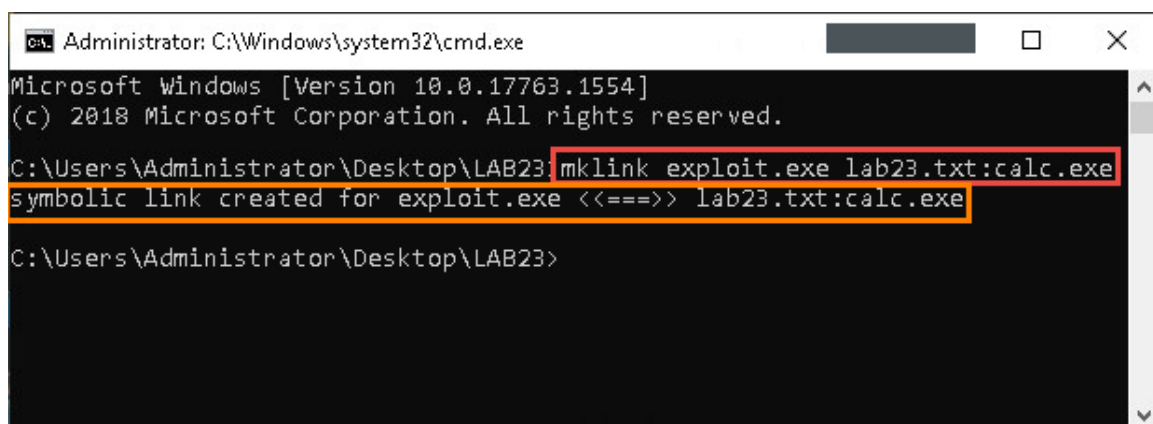 Administrator: C:\Windows\system32\cmd.exe
Microsoft Windows [Version 10.0.17763.1554]
(c) 2018 Microsoft Corporation. All rights reserved.
C:\Users\Administrator\Desktop\LAB23>mklink exploit.exe lab23.txt:calc.exe
symbolic link created for exploit.exe <<===>> lab23.txt:calc.exe
C:\Users\Administrator\Desktop\LAB23>